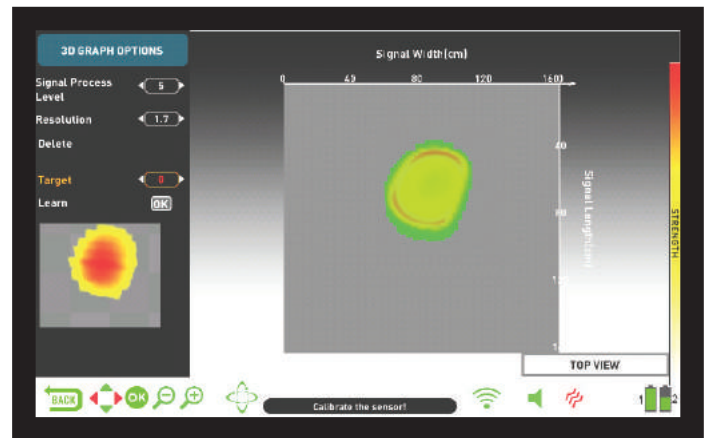 3D GRAPH OPTIONS
Signal Process
Level
5
Resolution
1.7
Delete
Target
0
Learn
OK
Signal Width(cm)
0 40 80 120 160
40
80
Signal Length(cm)
STRENGTH
TOP VIEW
BACK
OK
Calibrate the sensor!
1
2